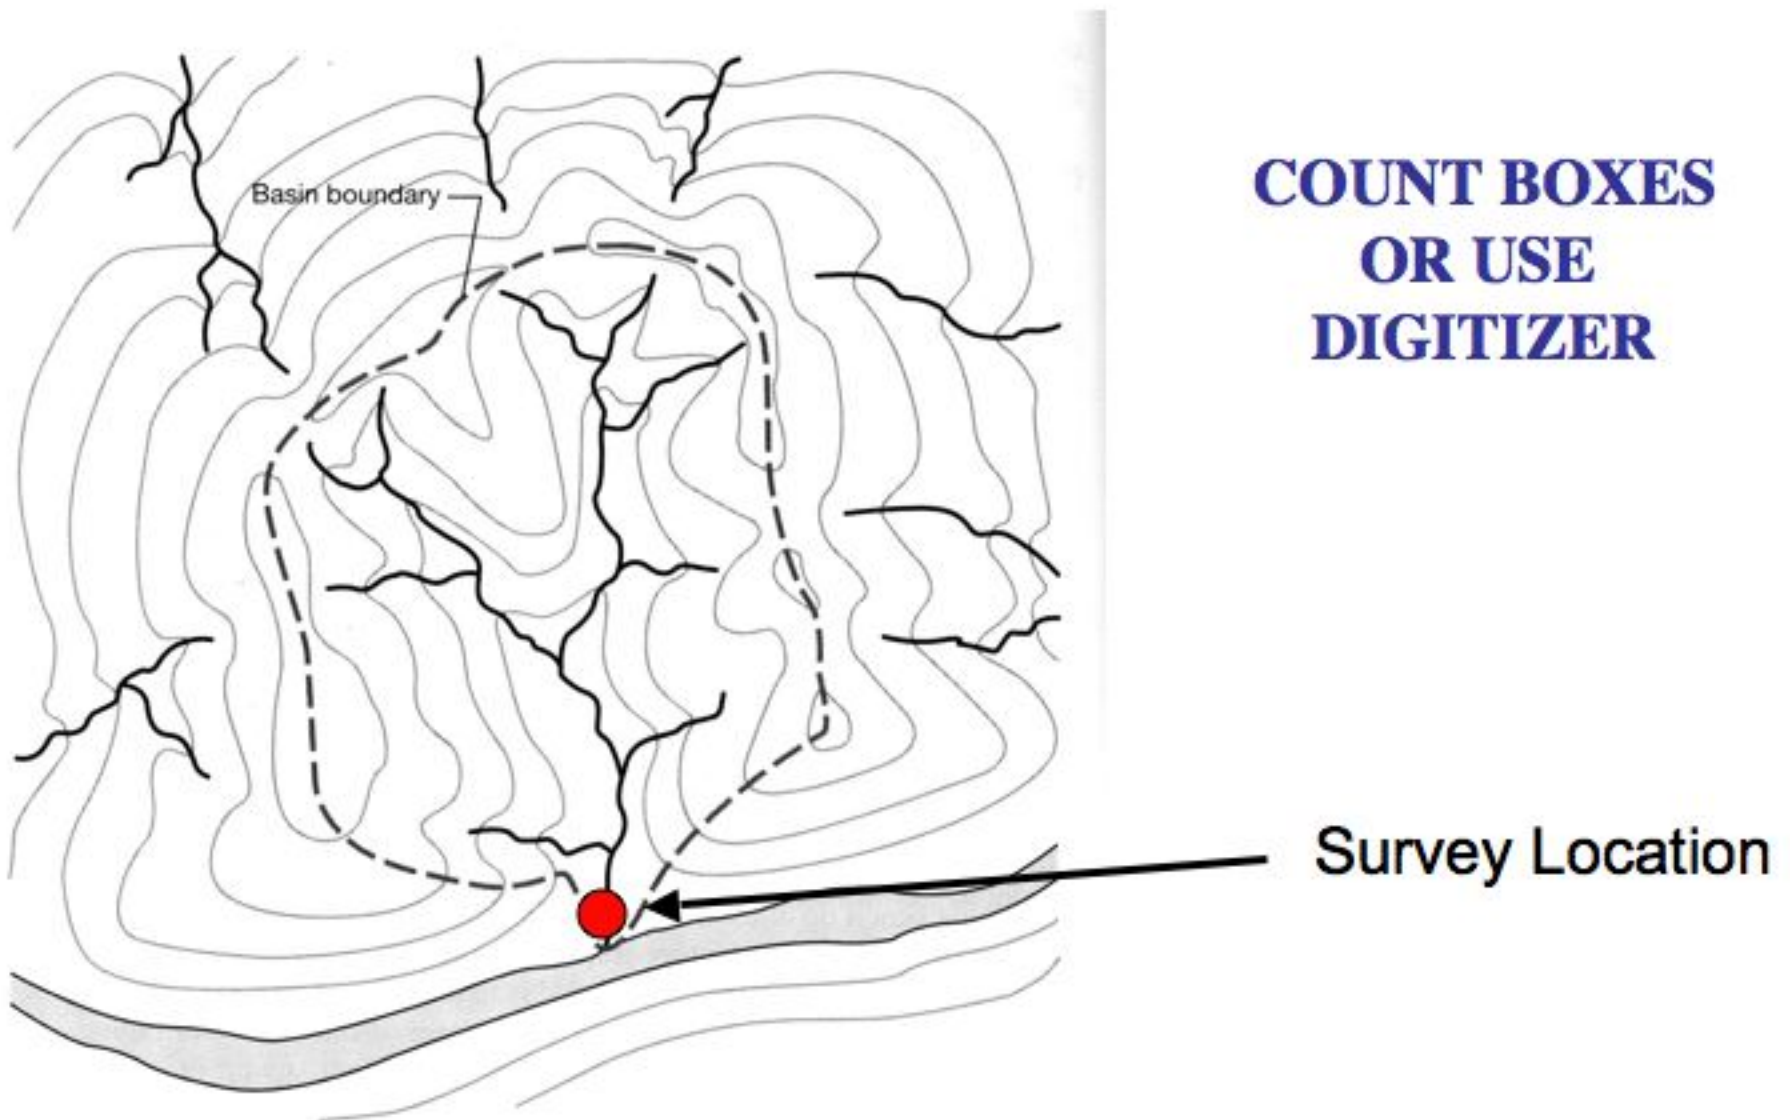 Basin boundary
COUNT BOXES
OR USE
DIGITIZER
Survey Location